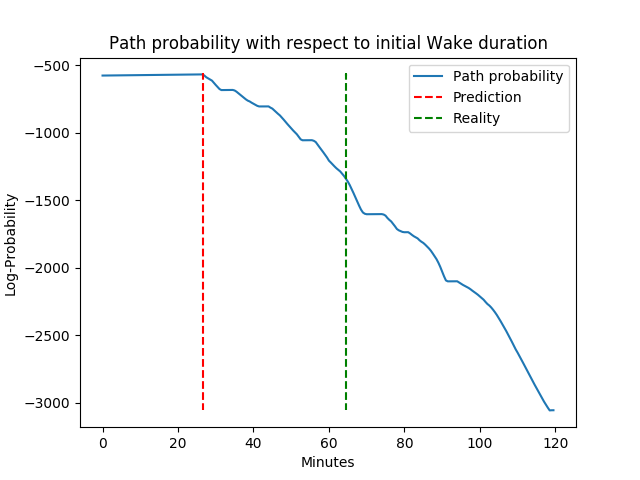 Path probability with respect to initial Wake duration
Path probability
Prediction
Reality
Log-Probability
−500
−1000
−1500
−2000
−2500
−3000
0 20 40 60 80 100 120
Minutes